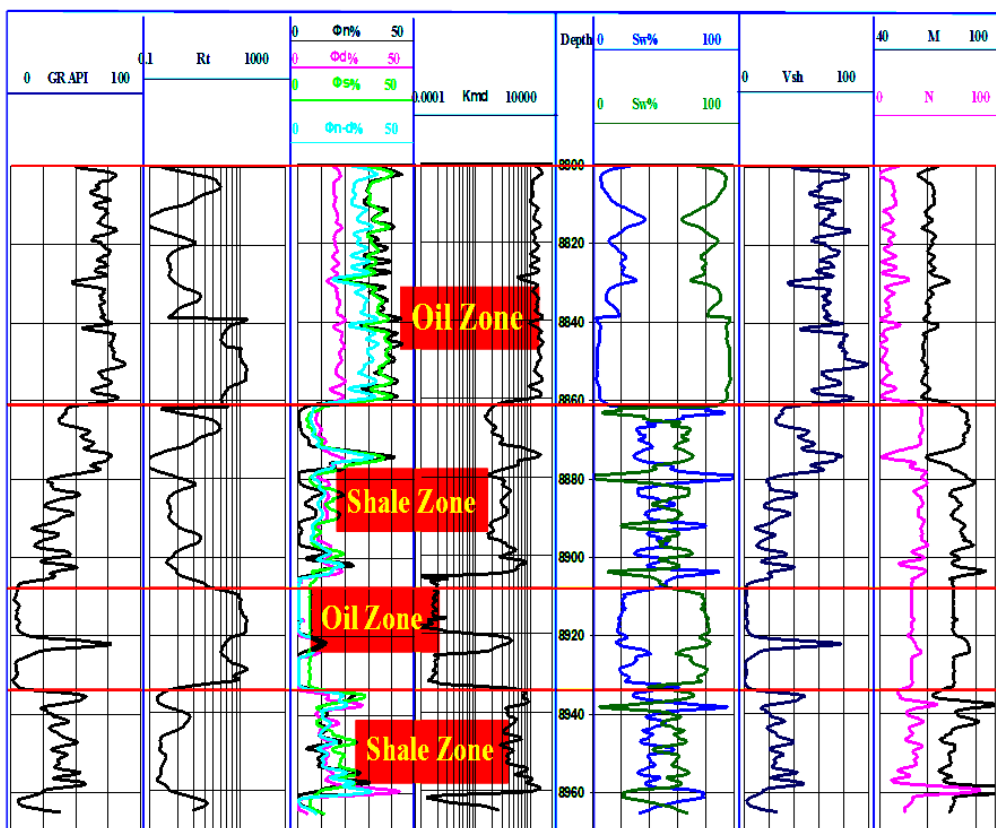 0 Φn% 50
0 Φd% 50
0 Φs% 50
0 Φn-d% 50
0 GR API 100
0.1 Rt 1000
0.0001 Kmd 10000
Depth
0 Sw% 100
0 Sw% 100
0 Vsh 100
40 M 100
0 N 100
8800
8820
8840
8860
8880
8900
8920
8940
8960
Oil Zone
Shale Zone
Oil Zone
Shale Zone